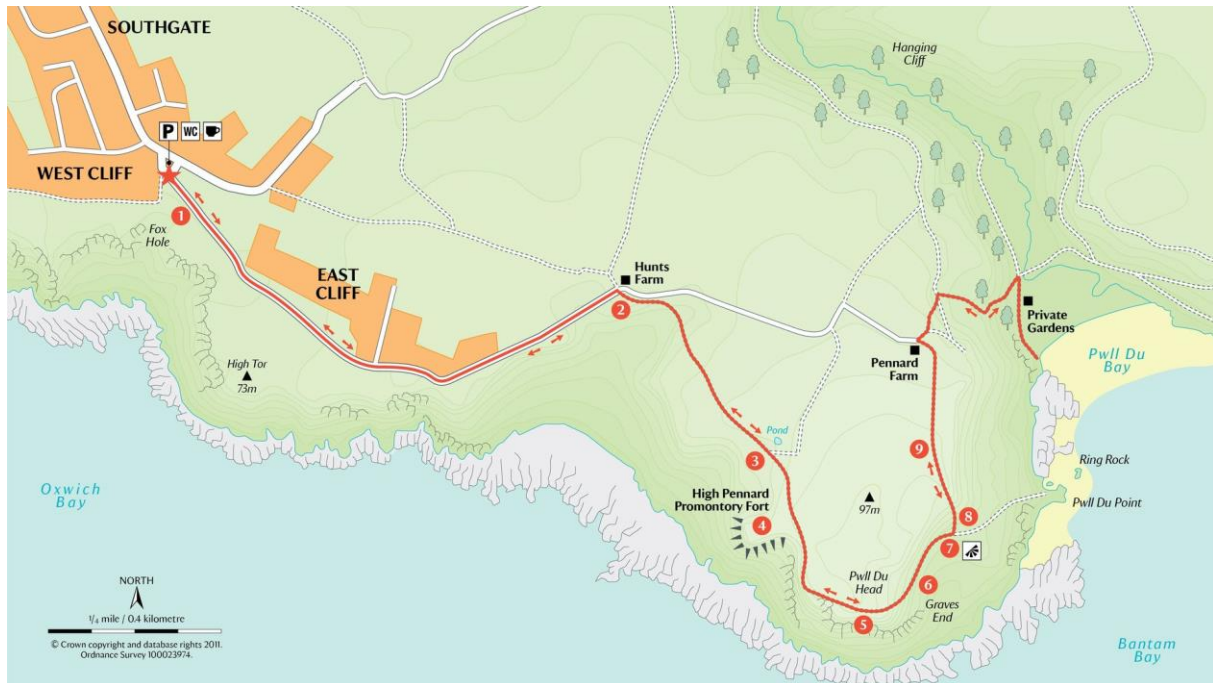 SOUTHGATE
Hanging
Cliff
P
WC
WEST CLIFF
1
Fox
Hole
EAST
CLIFF
Hunts
Farm
2
Private
Gardens
Pwll Du
Bay
Pennard
Farm
High Tor
73m
Pond
3
9
Ring Rock
Oxwich
Bay
High Pennard
Promontory Fort
4
97m
Pwll Du Point
8
7
Pwll Du
Head
6
Graves
End
5
NORTH
1/4 mile / 0.4 kilometre
© Crown copyright and database rights 2011.
Ordnance Survey 100023974.
Bantam
Bay